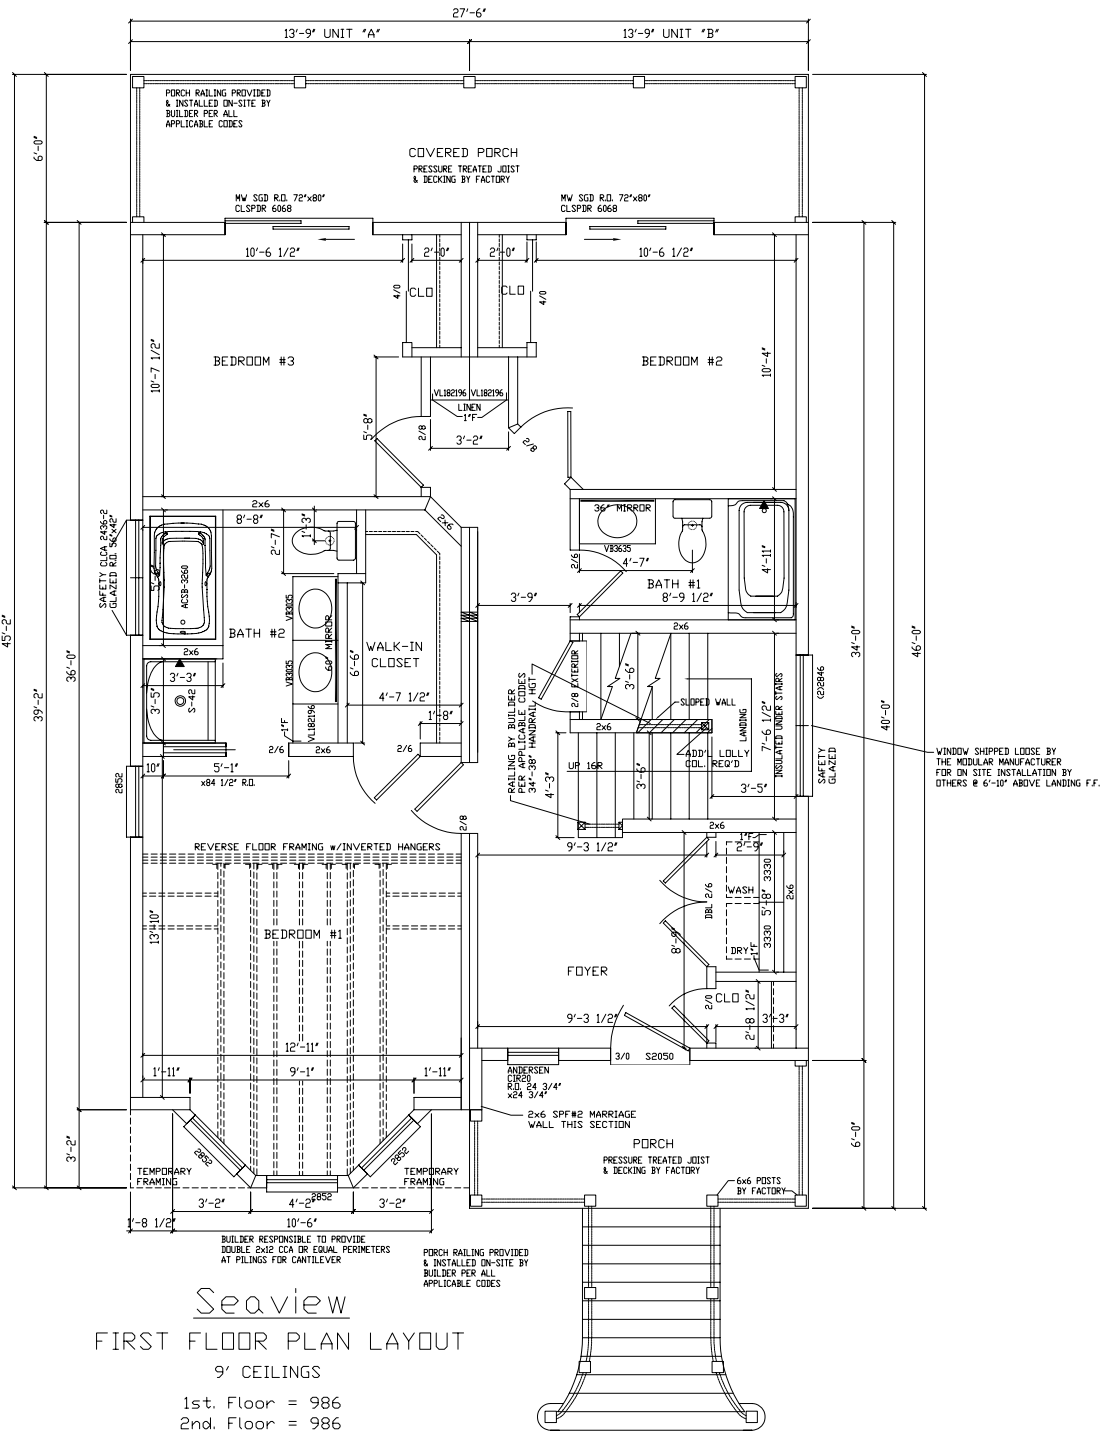 27'-6"
13'-9" UNIT "A"
13'-9" UNIT "B"
PORCH RAILING PROVIDED
& INSTALLED ON-SITE BY
BUILDER PER ALL
APPLICABLE CODES
6'-0"
COVERED PORCH
PRESSURE TREATED JOIST
& DECKING BY FACTORY
MW SGD R.O. 72"x80"
CLSPDR 6068
MW SGD R.O. 72"x80"
CLSPDR 6068
10'-6 1/2"
2'-0"
2'-0"
10'-6 1/2"
4/0
CLO
CLO
4/0
BEDROOM #3
BEDROOM #2
10'-7 1/2"
10'-4"
VL182196
VL182196
LINEN
1"F
5'-8"
2/8
3'-2"
2/8
2x6
8'-8"
1'-3"
2'-7"
2x6
36" MIRROR
VB3635
2/6
4'-7"
4'-11"
BATH #1
8'-9 1/2"
3'-9"
2x6
SAFETY CLCA 2436-2
GLAZED R.O. 56"x42"
ACSB-3260
VB3035
60" MIRROR
BATH #2
WALK-IN
CLOSET
2x6
3'-3"
3'-5"
S-42
VB3035
6'-6"
4'-7 1/2"
1'-8"
1"F
VL182196
2/6
2x6
2/6
10"
5'-1"
x84 1/2" R.O.
2852
2/8
45'-2"
39'-2"
36'-0"
34'-0"
40'-0"
46'-0"
2/8 EXTERIOR
3'-6"
SLOPED WALL
2x6
LANDING
ADD'L LOLLY
COL. REQ'D
UP 16R
3'-6"
4'-3"
RAILING BY BUILDER
PER APPLICABLE CODES
34"-38" HANDRAIL HGT
7'-6 1/2"
INSULATED UNDER STAIRS
3'-5"
(2)2846
SAFETY
GLAZED
WINDOW SHIPPED LOOSE BY
THE MODULAR MANUFACTURER
FOR ON SITE INSTALLATION BY
OTHERS @ 6'-10" ABOVE LANDING F.F.
2x6
REVERSE FLOOR FRAMING w/INVERTED HANGERS
9'-3 1/2"
1"F
2'-9"
3330
WASH
DBL 2/6
5'-8"
2x6
3330
DRY
1"F
13'-10"
BEDROOM #1
8'-9"
FOYER
2/0
CLO
2'-8 1/2"
9'-3 1/2"
3'-3"
12'-11"
1'-11"
9'-1"
1'-11"
3/0
S2050
ANDERSEN
CIR20
R.O. 24 3/4"
x24 3/4"
2x6 SPF#2 MARRIAGE
WALL THIS SECTION
3'-2"
2852
2852
2852
TEMPORARY
FRAMING
TEMPORARY
FRAMING
PORCH
PRESSURE TREATED JOIST
& DECKING BY FACTORY
6'-0"
6x6 POSTS
BY FACTORY
3'-2"
4'-2"
3'-2"
1'-8 1/2"
10'-6"
BUILDER RESPONSIBLE TO PROVIDE
DOUBLE 2x12 CCA OR EQUAL PERIMETERS
AT PILINGS FOR CANTILEVER
PORCH RAILING PROVIDED
& INSTALLED ON-SITE BY
BUILDER PER ALL
APPLICABLE CODES
Seaview
FIRST FLOOR PLAN LAYOUT
9' CEILINGS
1st. Floor = 986
2nd. Floor = 986